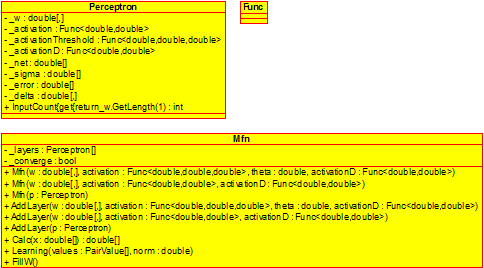 Perceptron
- _w : double[,]
- _activation : Func<double,double>
- _activationThreshold : Func<double,double,double>
- _activationD : Func<double,double>
- _net : double[]
- _sigma : double[]
- _error : double[]
- _delta : double[,]
+ InputCount{get{return_w.GetLength(1) : int
Func
Mfn
- _layers : Perceptron[]
- _converge : bool
+ Mfn(w : double[,], activation : Func<double,double,double>, theta : double, activationD : Func<double,double>)
+ Mfn(w : double[,], activation : Func<double,double>, activationD : Func<double,double>)
+ Mfn(p : Perceptron)
+ AddLayer(w : double[,], activation : Func<double,double,double>, theta : double, activationD : Func<double,double>)
+ AddLayer(w : double[,], activation : Func<double,double>, activationD : Func<double,double>)
+ AddLayer(p : Perceptron)
+ Calc(x : double[]) : double[]
+ Learning(values : PairValue[], norm : double)
+ FillW()